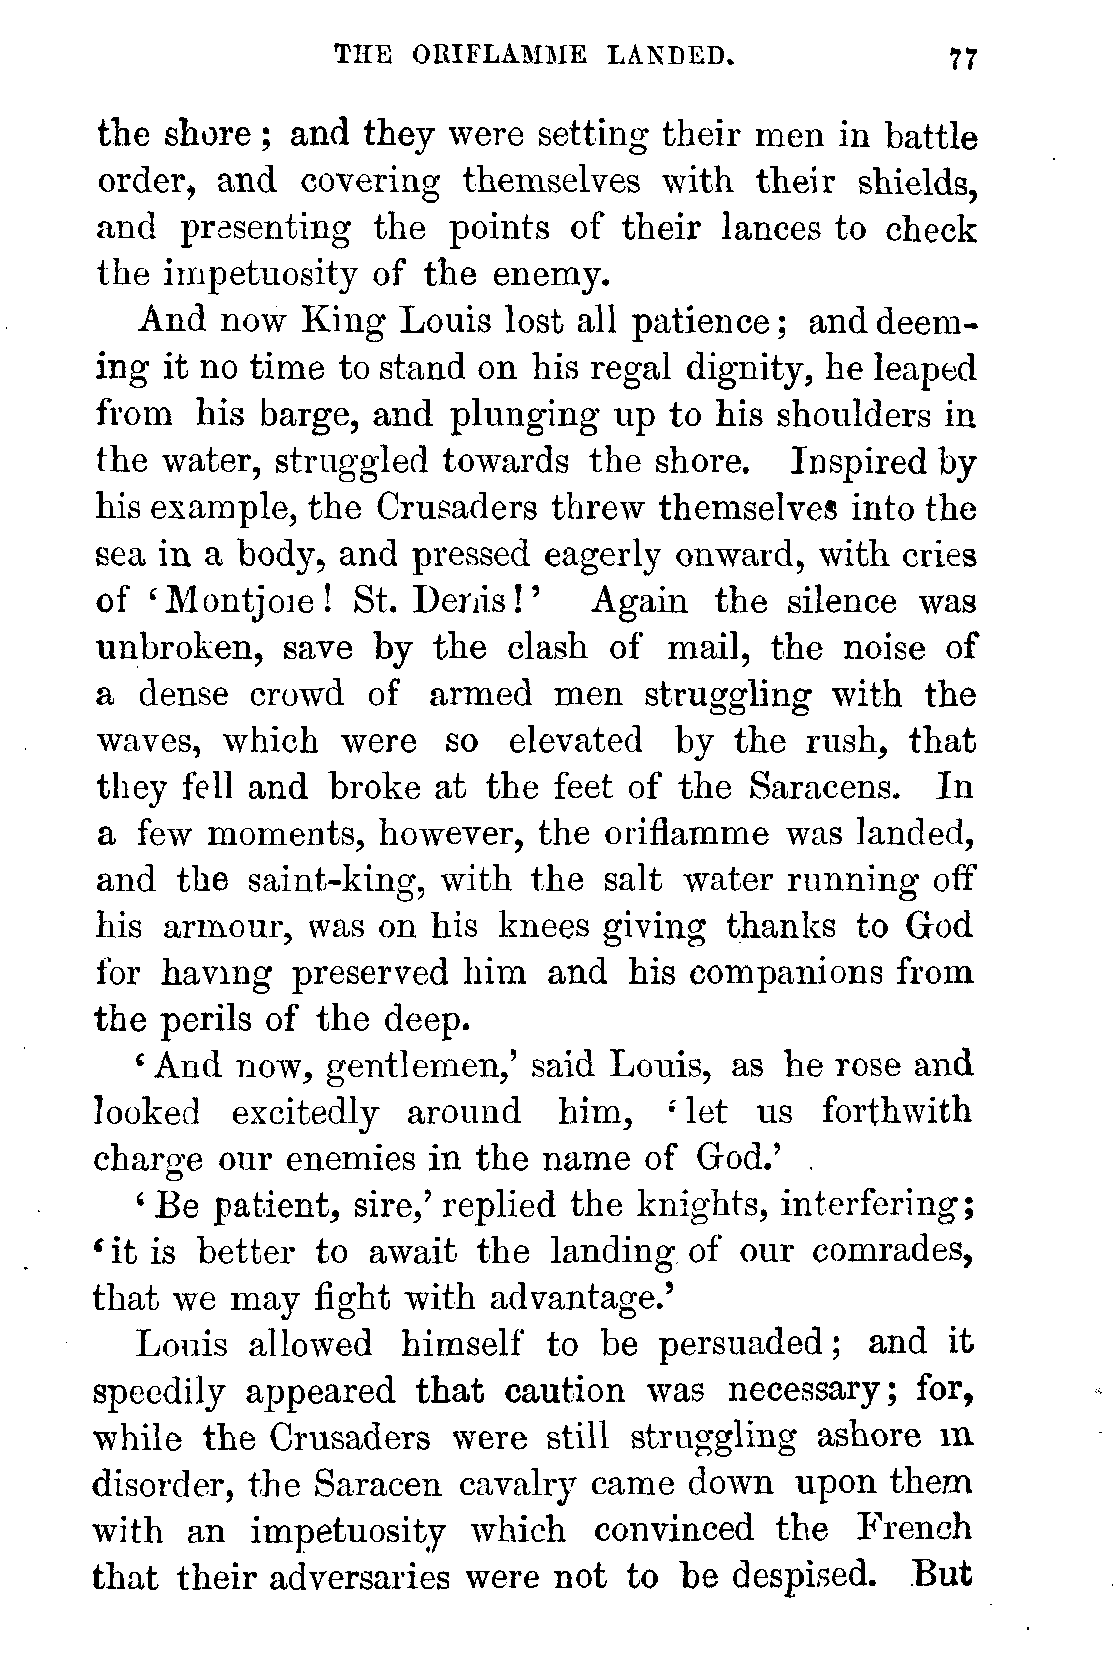 THE ORIFLAMME LANDED. 77
the shore; and they were setting their men in battle
order, and covering themselves with their shields,
and presenting the points of their lances to check
the impetuosity of the enemy.
And now King Louis lost all patience; and deem-
ing it no time to stand on his regal dignity, he leaped
from his barge, and plunging up to his shoulders in
the water, struggled towards the shore. Inspired by
his example, the Crusaders threw themselves into the
sea in a body, and pressed eagerly onward, with cries
of ‘Montjoie! St. Denis!’ Again the silence was
unbroken, save by the clash of mail, the noise of
a dense crowd of armed men struggling with the
waves, which were so elevated by the rush, that
they fell and broke at the feet of the Saracens. In
a few moments, however, the oriflamme was landed,
and the saint-king, with the salt water running off
his armour, was on his knees giving thanks to God
for having preserved him and his companions from
the perils of the deep.
‘And now, gentlemen,’ said Louis, as he rose and
looked excitedly around him, ‘let us forthwith
charge our enemies in the name of God.’
‘Be patient, sire,’ replied the knights, interfering;
‘it is better to await the landing of our comrades,
that we may fight with advantage.’
Louis allowed himself to be persuaded; and it
speedily appeared that caution was necessary; for,
while the Crusaders were still struggling ashore in
disorder, the Saracen cavalry came down upon them
with an impetuosity which convinced the French
that their adversaries were not to be despised. But